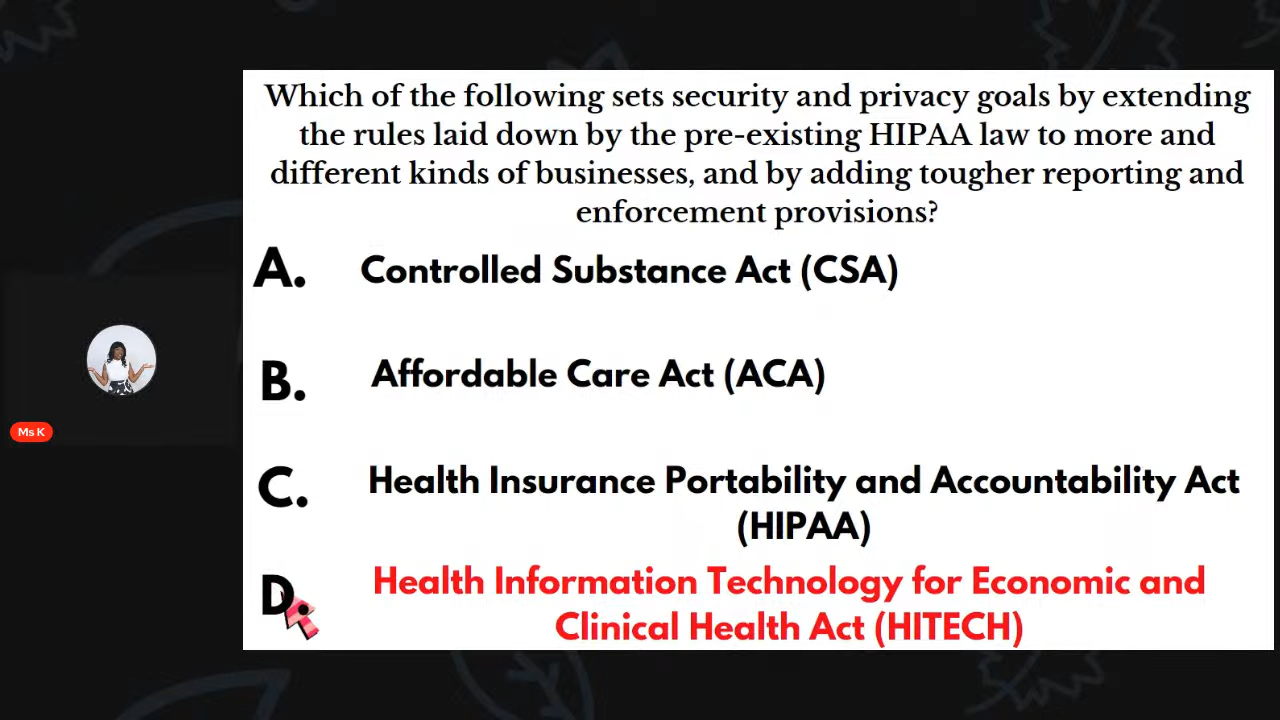 Which of the following sets security and privacy goals by extending
the rules laid down by the pre-existing HIPAA law to more and
different kinds of businesses, and by adding tougher reporting and
enforcement provisions?
A. Controlled Substance Act (CSA)
B. Affordable Care Act (ACA)
Ms K
C. Health Insurance Portability and Accountability Act
(HIPAA)
D. Health Information Technology for Economic and
Clinical Health Act (HITECH)